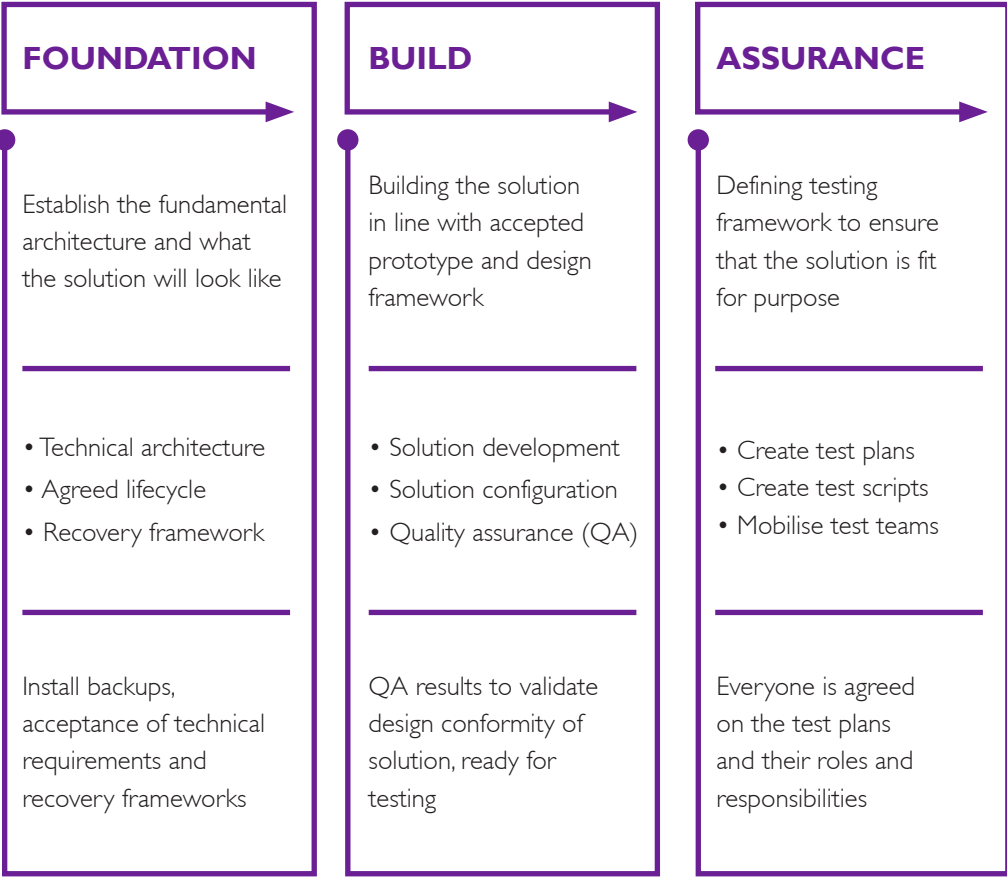 FOUNDATION
Establish the fundamental
architecture and what
the solution will look like
• Technical architecture
• Agreed lifecycle
• Recovery framework
Install backups,
acceptance of technical
requirements and
recovery frameworks
BUILD
Building the solution
in line with accepted
prototype and design
framework
• Solution development
• Solution configuration
• Quality assurance (QA)
QA results to validate
design conformity of
solution, ready for
testing
ASSURANCE
Defining testing
framework to ensure
that the solution is fit
for purpose
• Create test plans
• Create test scripts
• Mobilise test teams
Everyone is agreed
on the test plans
and their roles and
responsibilities